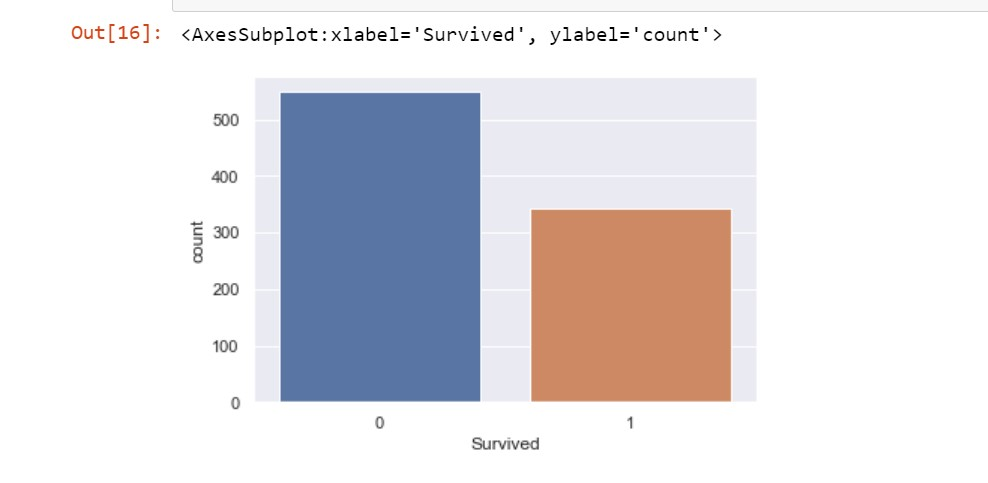 Out[16]: <AxesSubplot:xlabel='Survived', ylabel='count'>
500
400
300
200
100
0
count
0 1
Survived